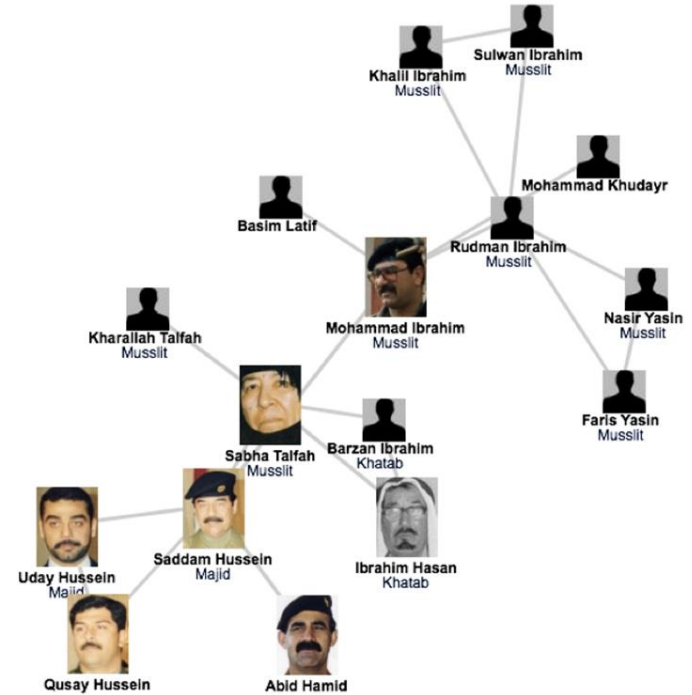 Sulwan Ibrahim
Musslit
Khalil Ibrahim
Musslit
Mohammad Khudayr
Basim Latif
Rudman Ibrahim
Musslit
Nasir Yasin
Musslit
Mohammad Ibrahim
Musslit
Kharallah Talfah
Musslit
Faris Yasin
Musslit
Sabha Talfah
Musslit
Barzan Ibrahim
Khatab
Saddam Hussein
Majid
Ibrahim Hasan
Khatab
Uday Hussein
Majid
Qusay Hussein
Abid Hamid